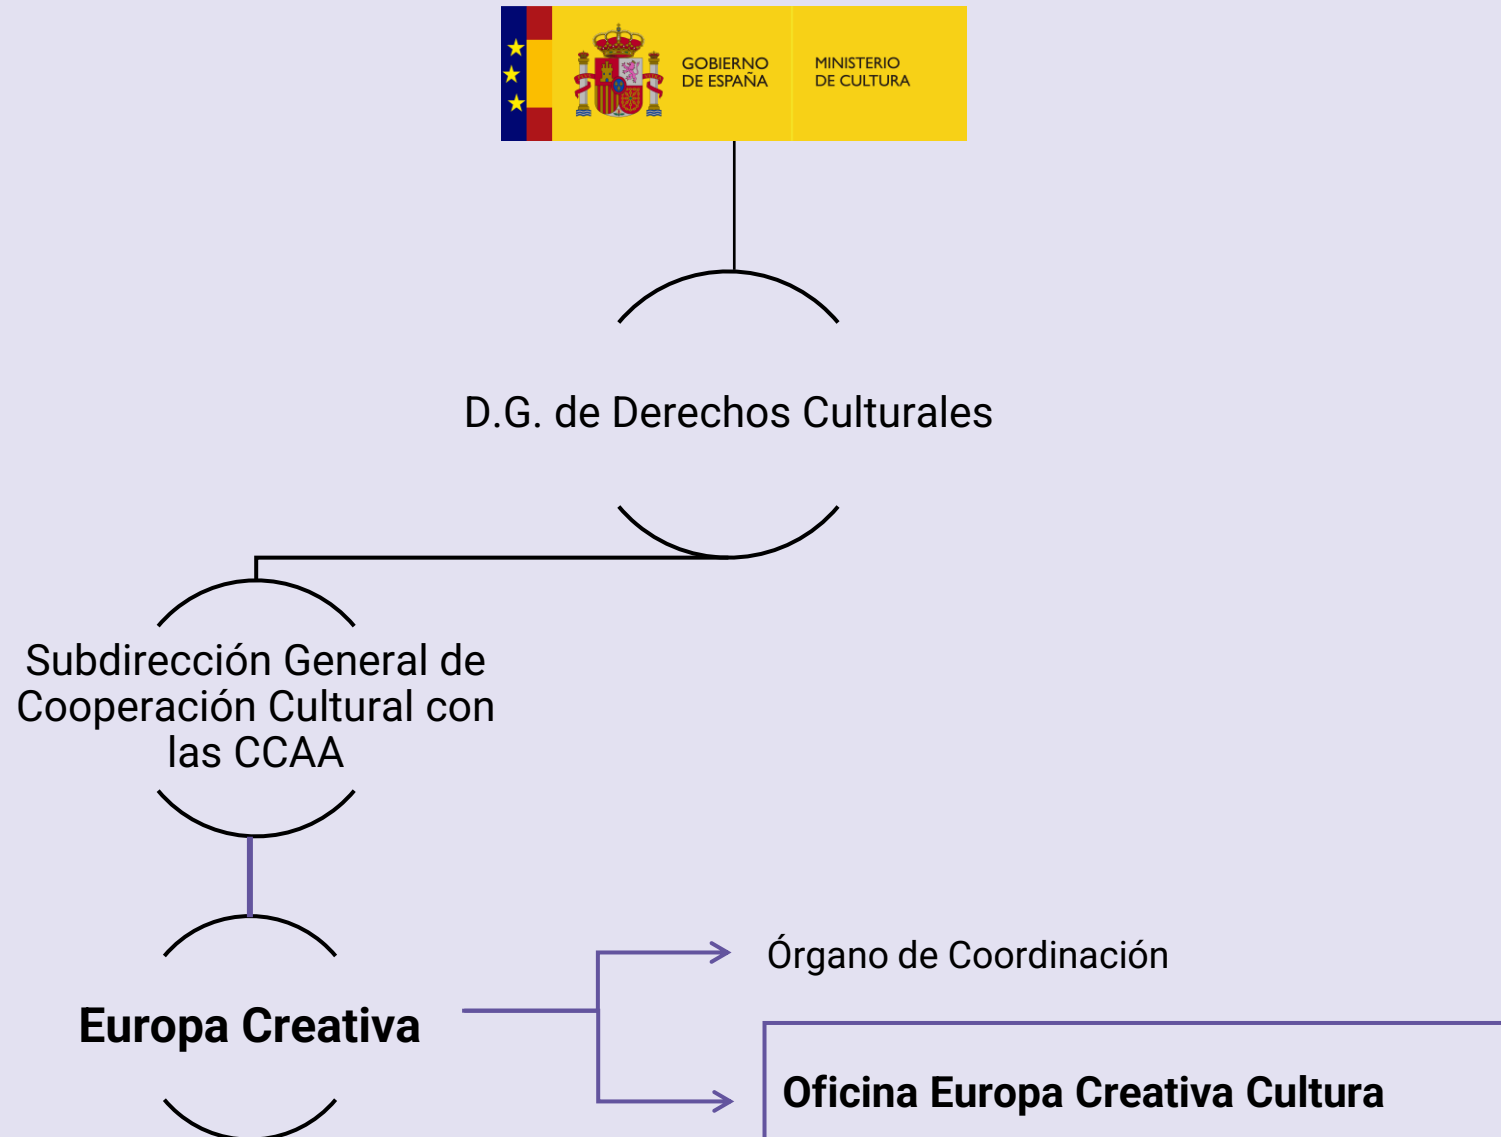 GOBIERNO
DE ESPAÑA
MINISTERIO
DE CULTURA
D.G. de Derechos Culturales
Subdirección General de
Cooperación Cultural con
las CCAA
Europa Creativa
Órgano de Coordinación
Oficina Europa Creativa Cultura